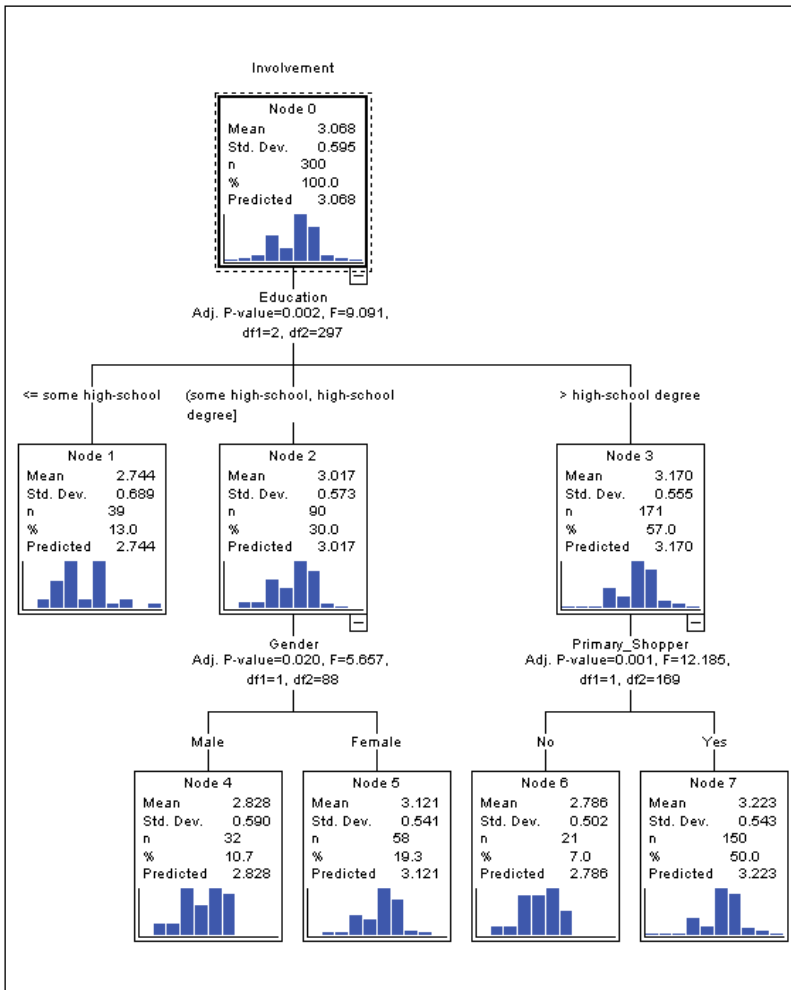 Involvement
Node 0
Mean 3.068
Std. Dev. 0.595
n 300
% 100.0
Predicted 3.068
Education
Adj. P-value=0.002, F=9.091,
df1=2, df2=297
<= some high-school
(some high-school, high-school
degree]
> high-school degree
Node 1
Mean 2.744
Std. Dev. 0.689
n 39
% 13.0
Predicted 2.744
Node 2
Mean 3.017
Std. Dev. 0.573
n 90
% 30.0
Predicted 3.017
Node 3
Mean 3.170
Std. Dev. 0.555
n 171
% 57.0
Predicted 3.170
Gender
Adj. P-value=0.020, F=5.657,
df1=1, df2=88
Primary_Shopper
Adj. P-value=0.001, F=12.185,
df1=1, df2=169
Male
Female
No
Yes
Node 4
Mean 2.828
Std. Dev. 0.590
n 32
% 10.7
Predicted 2.828
Node 5
Mean 3.121
Std. Dev. 0.541
n 58
% 19.3
Predicted 3.121
Node 6
Mean 2.786
Std. Dev. 0.502
n 21
% 7.0
Predicted 2.786
Node 7
Mean 3.223
Std. Dev. 0.543
n 150
% 50.0
Predicted 3.223